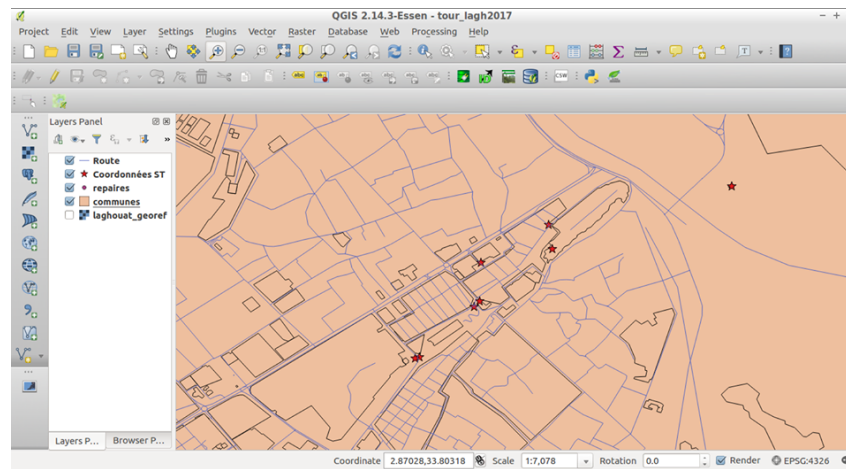 QGIS 2.14.3-Essen - tour_lagh2017
Project Edit View Layer Settings Plugins Vector Raster Database Web Processing Help
Layers Panel
Route
Coordonnées ST
repaires
communes
laghouat_georef
Layers P... Browser P...
Coordinate 2.87028,33.80318 Scale 1:7,078 Rotation 0.0 Render EPSG:4326